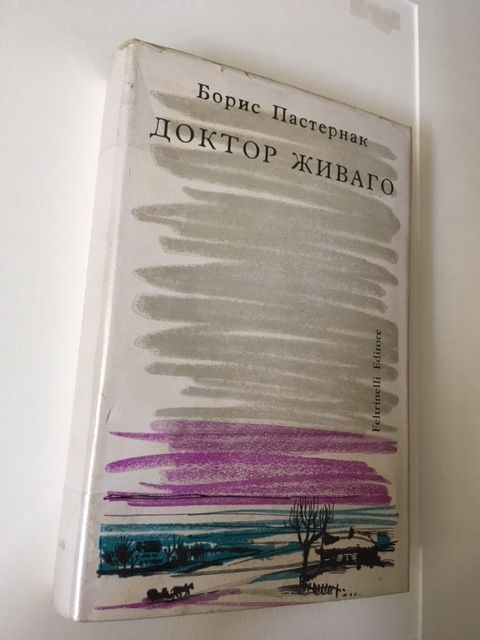 Борис Пастернак
ДОКТОР ЖИВАГО
Feltrinelli Editore